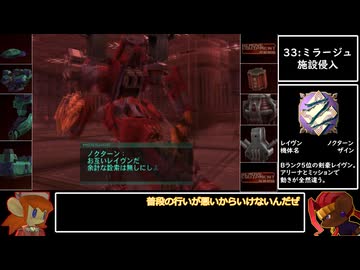 33:ミラージュ
施設侵入
ノクターン：
お互いレイヴンだ
余計な詮索は無しにしよ
レイヴン ノクターン
機体名 ザイン
Bランク5位の剣豪レイヴン。
アリーナとミッションで
動きが全然違う。
普段の行いが悪いからいけないんだぜ